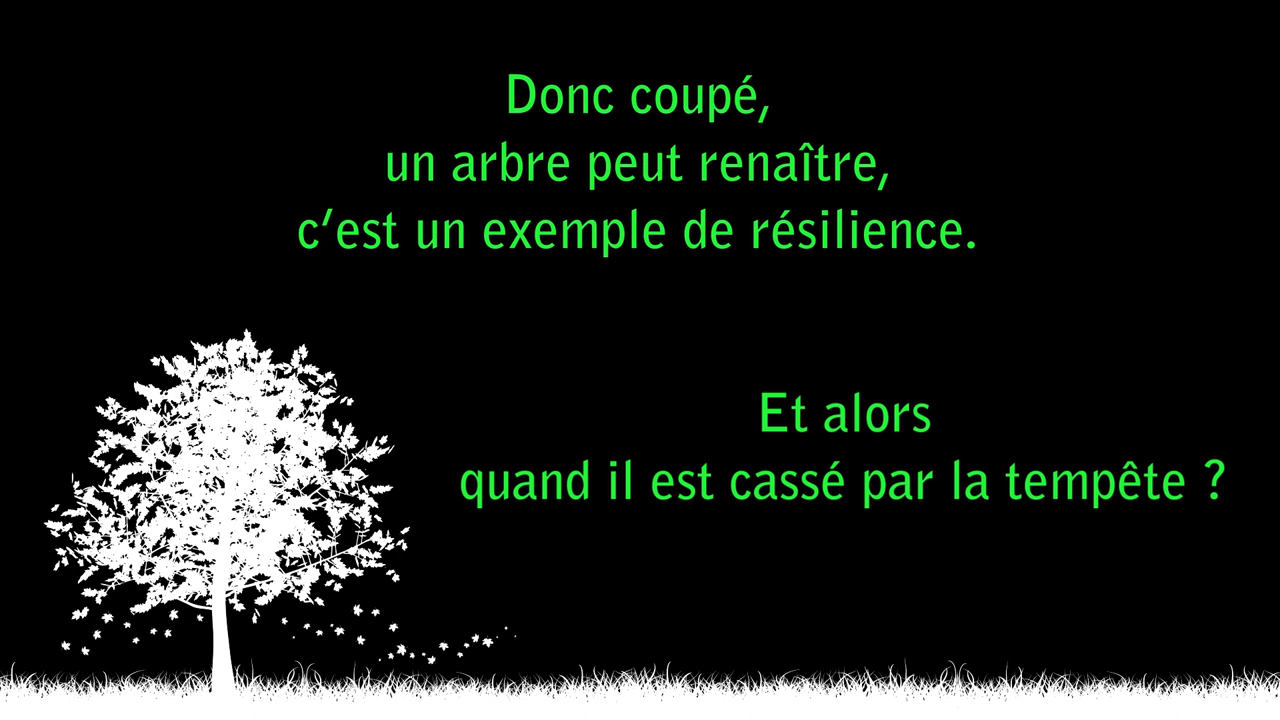 Donc coupé,
un arbre peut renaître,
c’est un exemple de résilience.
Et alors
quand il est cassé par la tempête ?